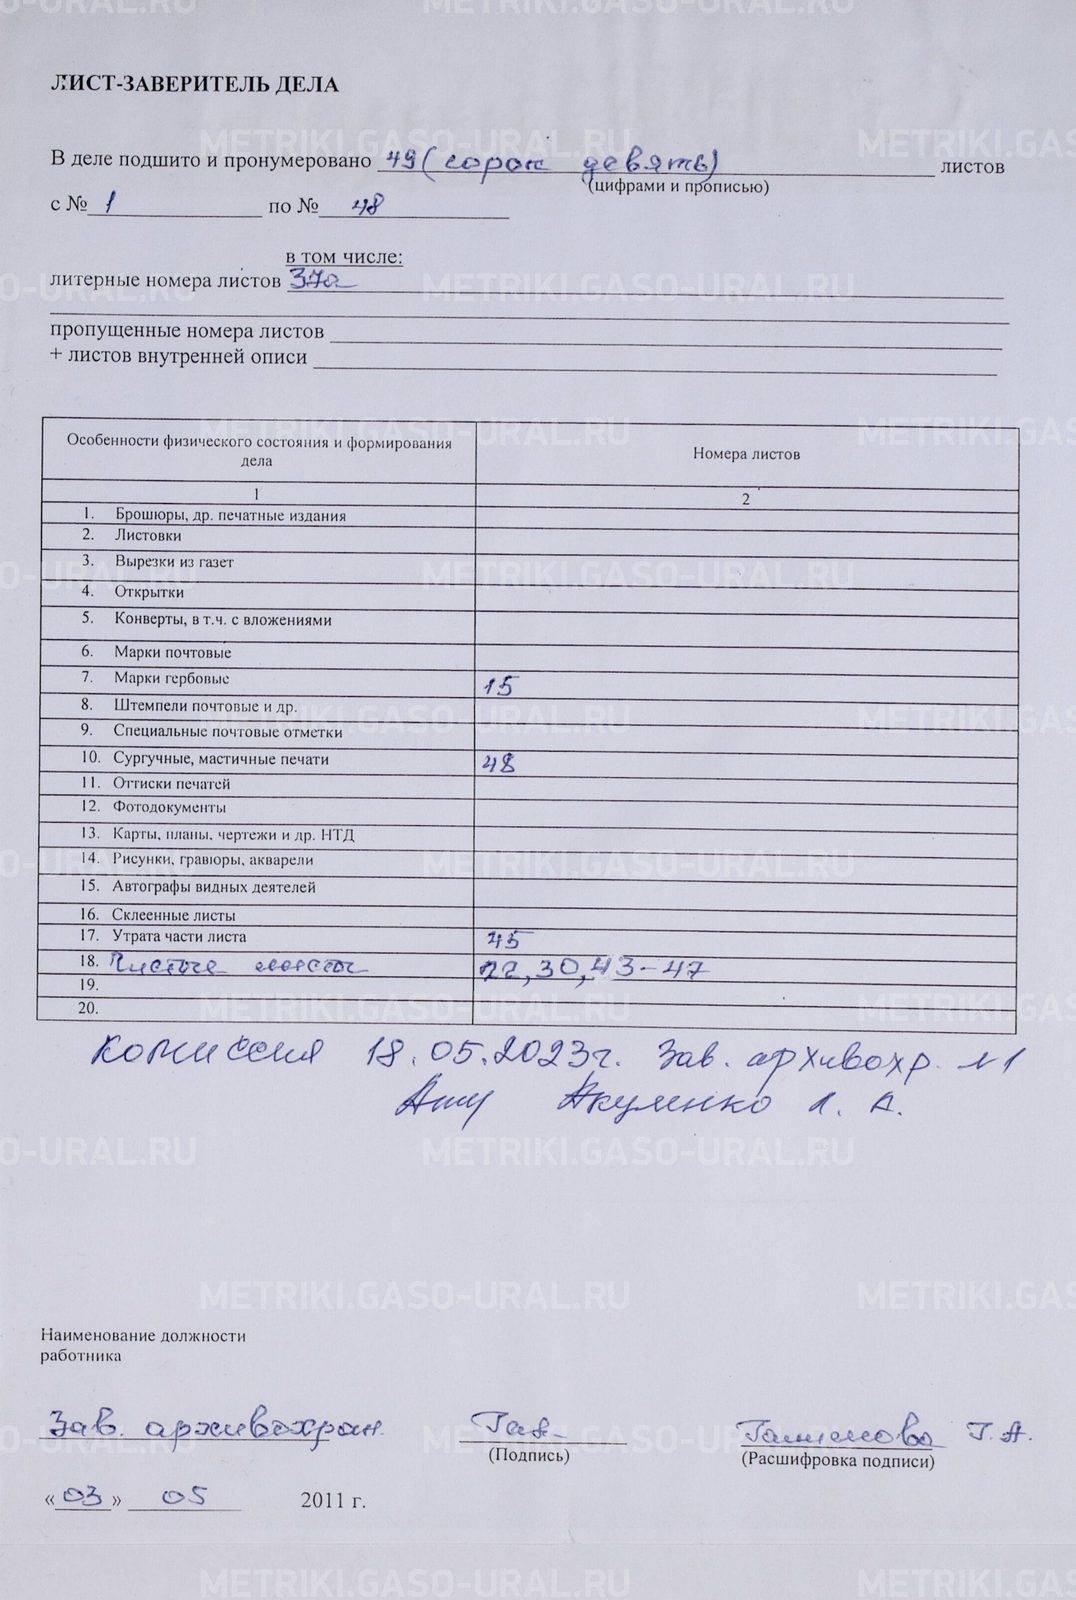 ЛИСТ-ЗАВЕРИТЕЛЬ ДЕЛА
В деле подшито и пронумеровано 49 (сорок девять) листов
(цифрами и прописью)
с № 1 по № 48
в том числе:
литерные номера листов 37а
пропущенные номера листов
+ листов внутренней описи
Особенности физического состояния и формирования дела Номера листов
1 2
1. Брошюры, др. печатные издания
2. Листовки
3. Вырезки из газет
4. Открытки
5. Конверты, в т.ч. с вложениями
6. Марки почтовые
7. Марки гербовые 15
8. Штемпели почтовые и др.
9. Специальные почтовые отметки
10. Сургучные, мастичные печати 48
11. Оттиски печатей
12. Фотодокументы
13. Карты, планы, чертежи и др. НТД
14. Рисунки, гравюры, акварели
15. Автографы видных деятелей
16. Склеенные листы
17. Утрата части листа 45
18. Чистые листы 22, 30, 43-47
19.
20.
Комиссия 18.05.2023г. Зав. архивохр. №1
Акуленко Л. А.
Наименование должности
работника
Зав. архивохран.
(Подпись) (Расшифровка подписи)
Г.А.
«03» 05 2011 г.
METRIKI.GASO-URAL.RU